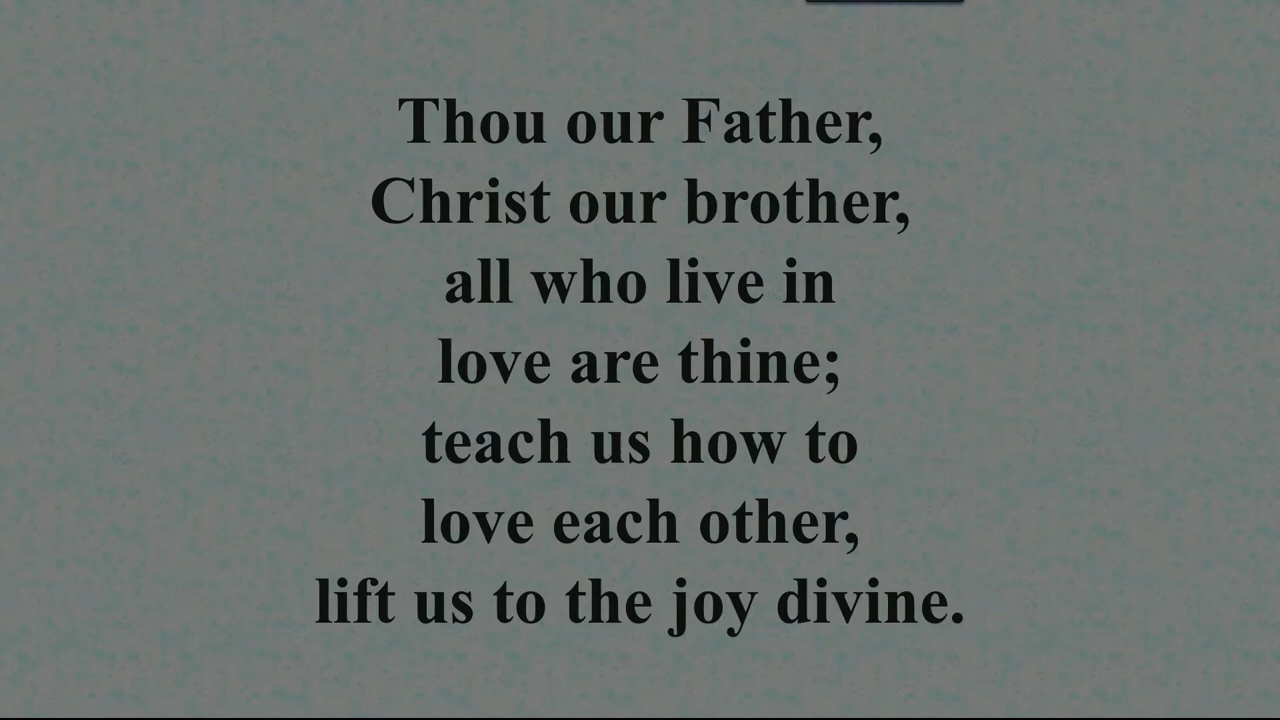 Thou our Father,
Christ our brother,
all who live in
love are thine;
teach us how to
love each other,
lift us to the joy divine.